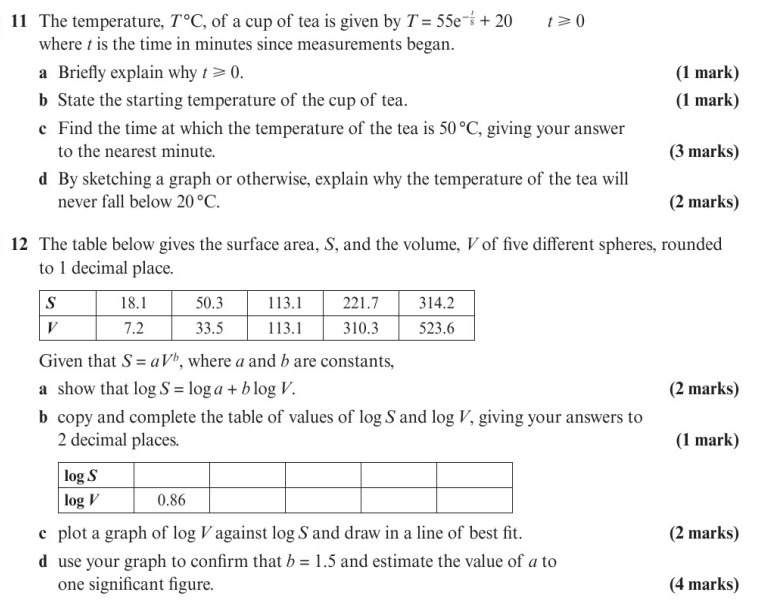 11 The temperature, T°C, of a cup of tea is given by T = 55e^(-t/8) + 20 t ⩾ 0
where t is the time in minutes since measurements began.
a Briefly explain why t ⩾ 0. (1 mark)
b State the starting temperature of the cup of tea. (1 mark)
c Find the time at which the temperature of the tea is 50 °C, giving your answer
to the nearest minute. (3 marks)
d By sketching a graph or otherwise, explain why the temperature of the tea will
never fall below 20 °C. (2 marks)
12 The table below gives the surface area, S, and the volume, V of five different spheres, rounded
to 1 decimal place.
S 18.1 50.3 113.1 221.7 314.2
V 7.2 33.5 113.1 310.3 523.6
Given that S = aV^b, where a and b are constants,
a show that log S = log a + b log V. (2 marks)
b copy and complete the table of values of log S and log V, giving your answers to
2 decimal places. (1 mark)
log S
log V 0.86
c plot a graph of log V against log S and draw in a line of best fit. (2 marks)
d use your graph to confirm that b = 1.5 and estimate the value of a to
one significant figure. (4 marks)